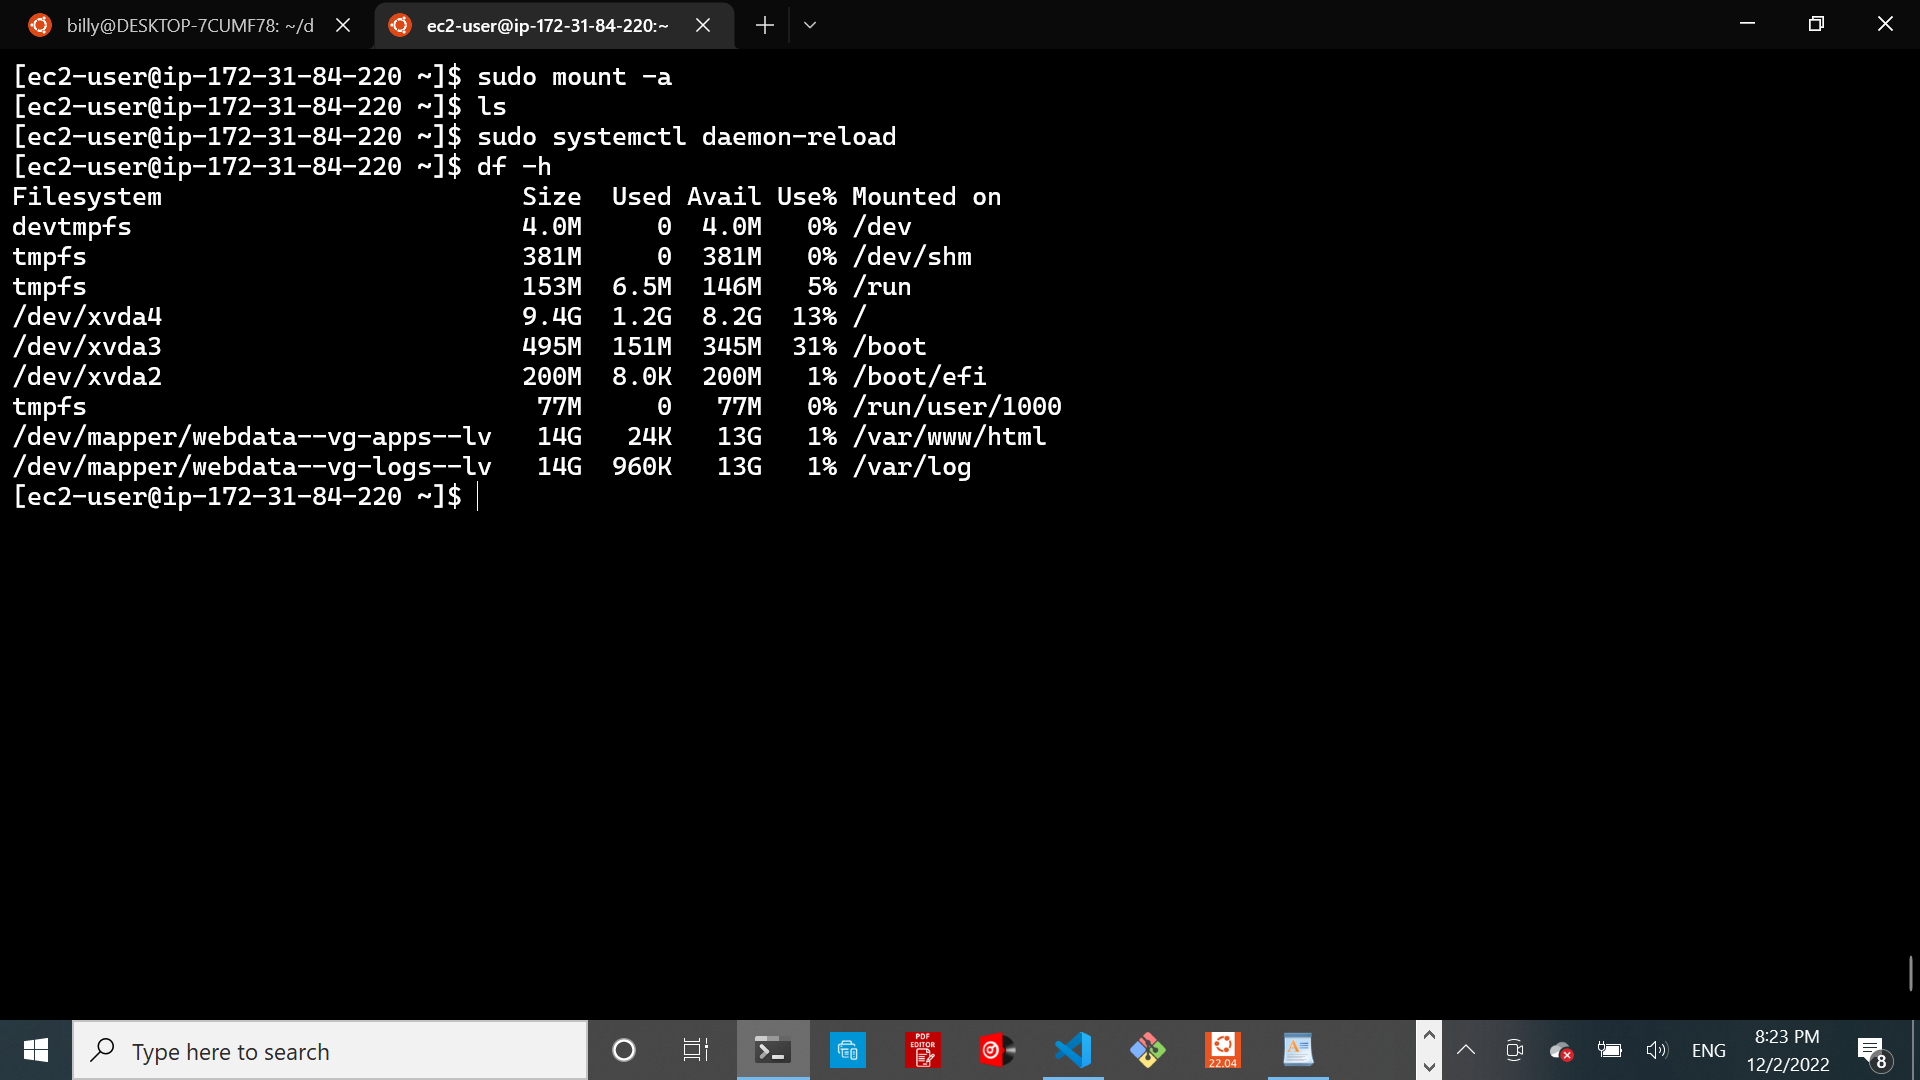 billy@DESKTOP-7CUMF78: ~/d
ec2-user@ip-172-31-84-220:~
[ec2-user@ip-172-31-84-220 ~]$ sudo mount -a
[ec2-user@ip-172-31-84-220 ~]$ ls
[ec2-user@ip-172-31-84-220 ~]$ sudo systemctl daemon-reload
[ec2-user@ip-172-31-84-220 ~]$ df -h
Filesystem                        Size  Used Avail Use% Mounted on
devtmpfs                          4.0M     0  4.0M   0% /dev
tmpfs                             381M     0  381M   0% /dev/shm
tmpfs                             153M  6.5M  146M   5% /run
/dev/xvda4                        9.4G  1.2G  8.2G  13% /
/dev/xvda3                        495M  151M  345M  31% /boot
/dev/xvda2                        200M  8.0K  200M   1% /boot/efi
tmpfs                              77M     0   77M   0% /run/user/1000
/dev/mapper/webdata--vg-apps--lv   14G   24K   13G   1% /var/www/html
/dev/mapper/webdata--vg-logs--lv   14G  960K   13G   1% /var/log
[ec2-user@ip-172-31-84-220 ~]$
Type here to search
PDF
EDITOR
22.04
ENG
8:23 PM
12/2/2022
8